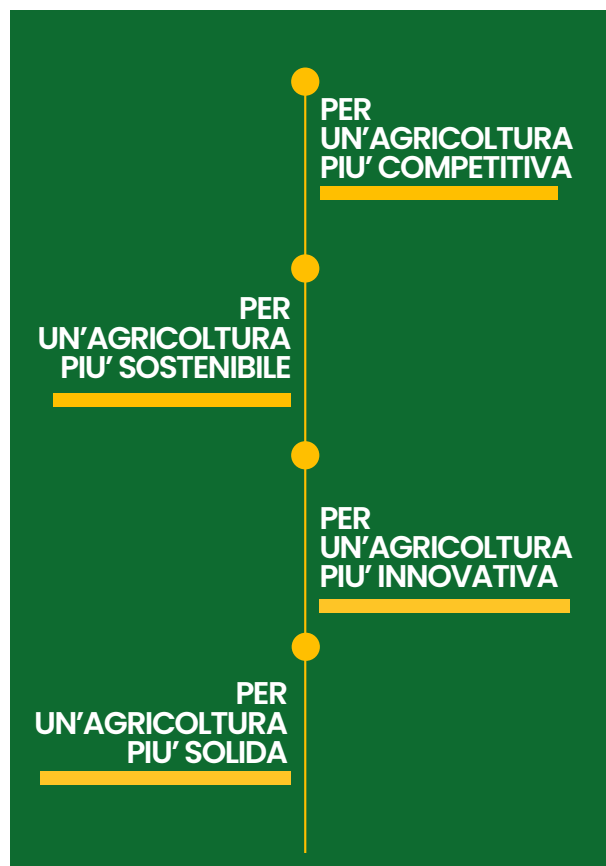 PER
UN’AGRICOLTURA
PIU’ COMPETITIVA
PER
UN’AGRICOLTURA
PIU’ SOSTENIBILE
PER
UN’AGRICOLTURA
PIU’ INNOVATIVA
PER
UN’AGRICOLTURA
PIU’ SOLIDA